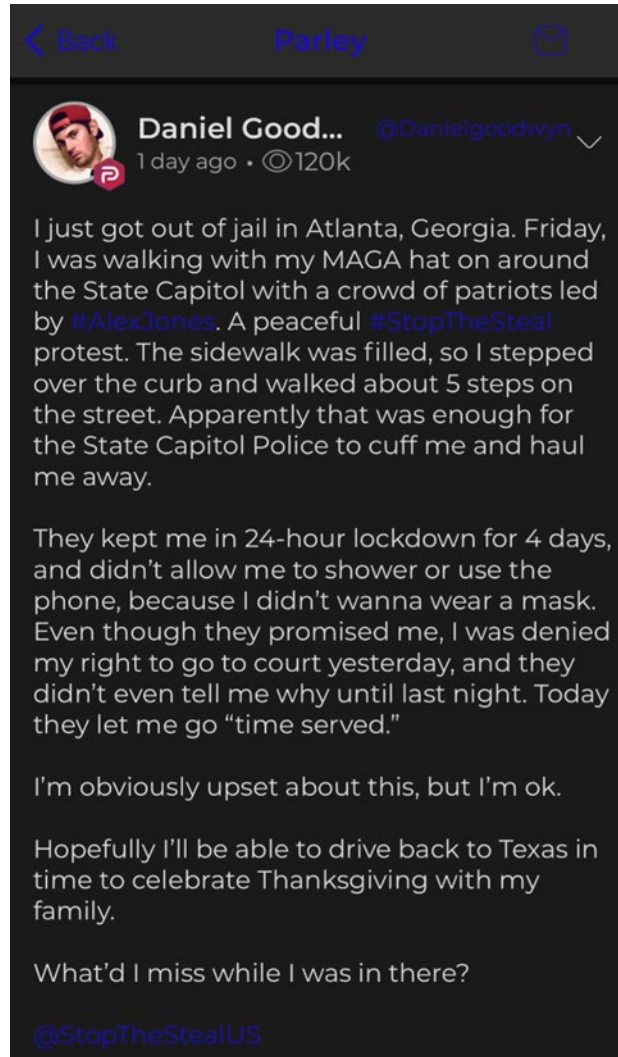 Back
Parley
Daniel Good... @Danielgoodwyn
1 day ago • 120k
I just got out of jail in Atlanta, Georgia. Friday,
I was walking with my MAGA hat on around
the State Capitol with a crowd of patriots led
by #AlexJones. A peaceful #StopTheSteal
protest. The sidewalk was filled, so I stepped
over the curb and walked about 5 steps on
the street. Apparently that was enough for
the State Capitol Police to cuff me and haul
me away.
They kept me in 24-hour lockdown for 4 days,
and didn’t allow me to shower or use the
phone, because I didn’t wanna wear a mask.
Even though they promised me, I was denied
my right to go to court yesterday, and they
didn’t even tell me why until last night. Today
they let me go “time served.”
I’m obviously upset about this, but I’m ok.
Hopefully I’ll be able to drive back to Texas in
time to celebrate Thanksgiving with my
family.
What’d I miss while I was in there?
@StopTheStealUS